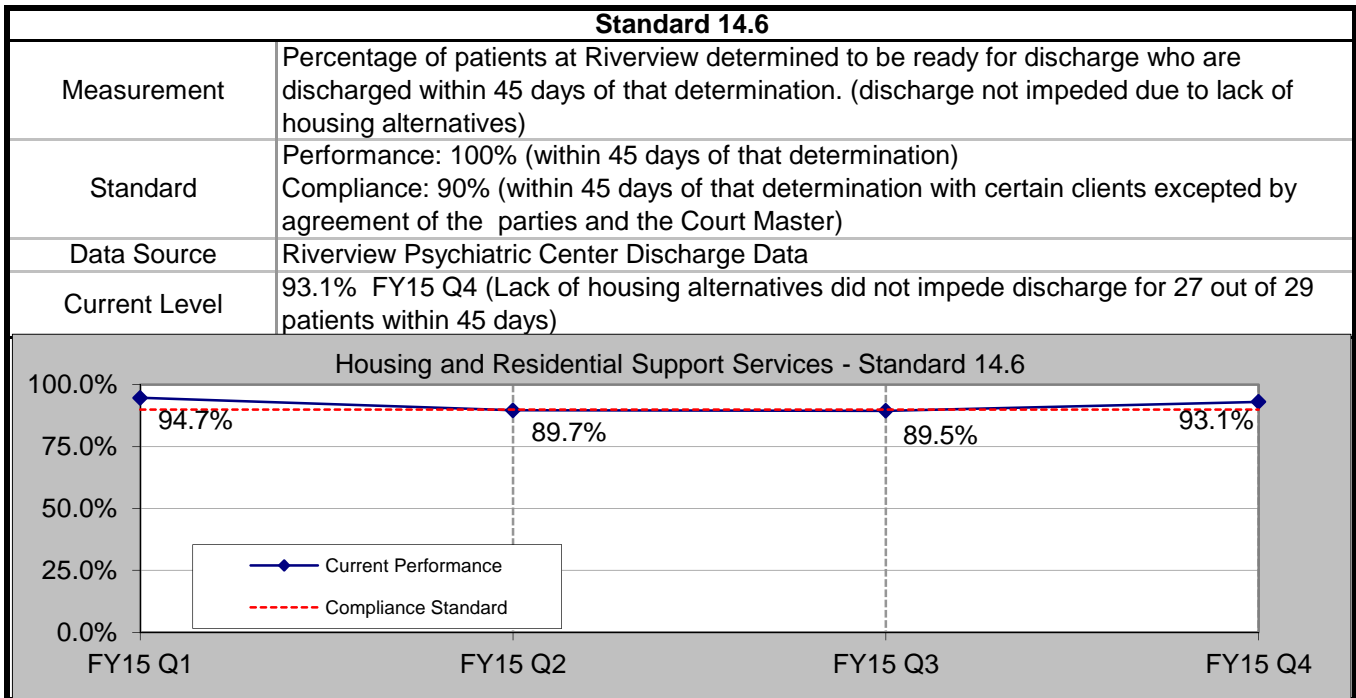 Standard 14.6
Measurement
Percentage of patients at Riverview determined to be ready for discharge who are
discharged within 45 days of that determination. (discharge not impeded due to lack of
housing alternatives)
Standard
Performance: 100% (within 45 days of that determination)
Compliance: 90% (within 45 days of that determination with certain clients excepted by
agreement of the  parties and the Court Master)
Data Source
Riverview Psychiatric Center Discharge Data
Current Level
93.1%  FY15 Q4 (Lack of housing alternatives did not impede discharge for 27 out of 29
patients within 45 days)
Housing and Residential Support Services - Standard 14.6
100.0%
75.0%
50.0%
25.0%
0.0%
94.7%
89.7%
89.5%
93.1%
Current Performance
Compliance Standard
FY15 Q1
FY15 Q2
FY15 Q3
FY15 Q4